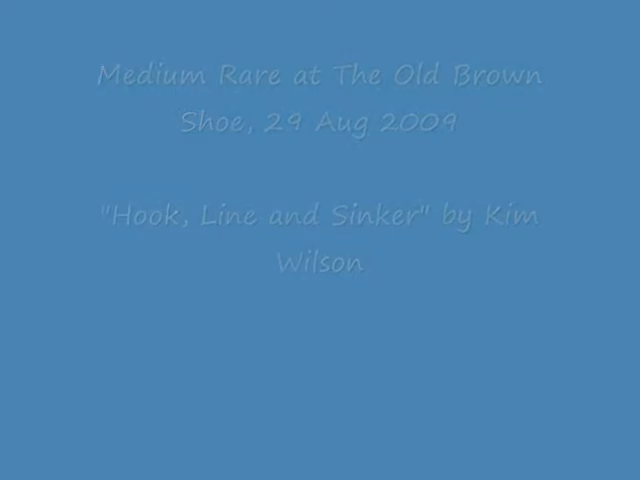 Medium Rare at The Old Brown
Shoe, 29 Aug 2009
"Hook, Line and Sinker" by Kim
Wilson